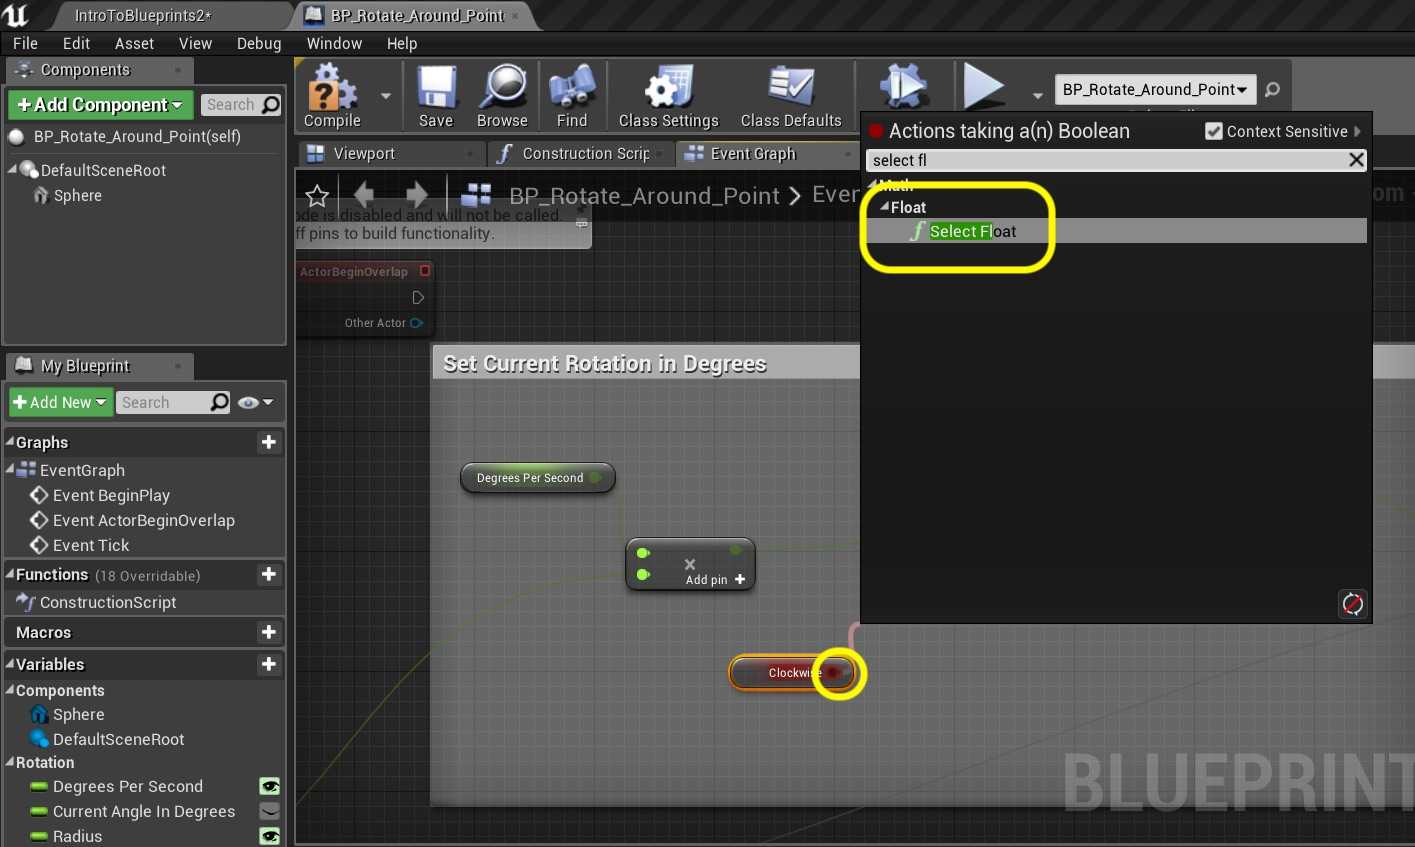 IntroToBlueprints2*
BP_Rotate_Around_Point
File Edit Asset View Debug Window Help
Components
+Add Component
Search
BP_Rotate_Around_Point(self)
DefaultSceneRoot
Sphere
My Blueprint
+Add New
Search
Graphs
EventGraph
Event BeginPlay
Event ActorBeginOverlap
Event Tick
Functions (18 Overridable)
ConstructionScript
Macros
Variables
Components
Sphere
DefaultSceneRoot
Rotation
Degrees Per Second
Current Angle In Degrees
Radius
Compile
Save
Browse
Find
Class Settings
Class Defaults
BP_Rotate_Around_Point
Viewport
Construction Scrip
Event Graph
BP_Rotate_Around_Point > Even
ode is disabled and will not be called.
ff pins to build functionality.
ActorBeginOverlap
Other Actor
Set Current Rotation in Degrees
Degrees Per Second
Add pin +
Clockwise
Actions taking a(n) Boolean
Context Sensitive
select fl
Math
Float
Select Float
BLUEPRINT